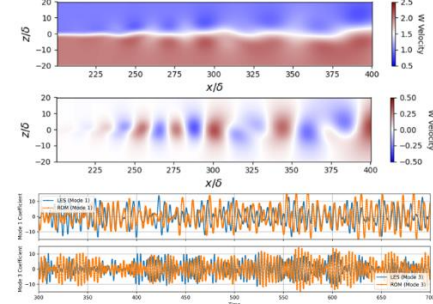 20
10
0
−10
−20
z/δ
225 250 275 300 325 350 375 400
x/δ
2.5
2.0
1.5
1.0
0.5
W Velocity
20
10
0
−10
−20
z/δ
225 250 275 300 325 350 375 400
x/δ
0.50
0.25
0.00
−0.25
−0.50
W Velocity
Mode 1 Coefficient
10
0
−10
LES (Mode 1)
ROM (Mode 1)
Mode 3 Coefficient
10
0
−10
LES (Mode 3)
ROM (Mode 3)
300 350 400 450 500 550 600 650 700